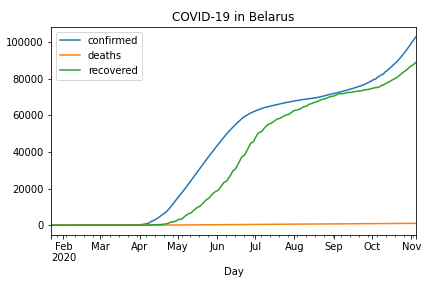 COVID-19 in Belarus
confirmed
deaths
recovered
100000
80000
60000
40000
20000
0
Feb Mar Apr May Jun Jul Aug Sep Oct Nov
2020
Day